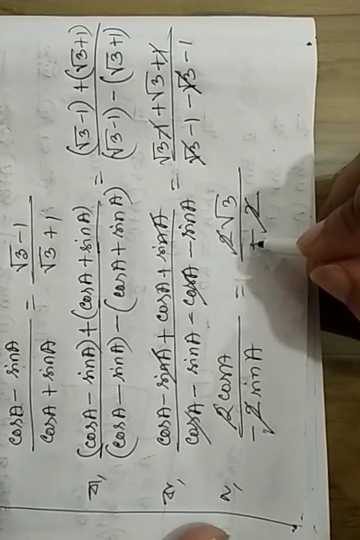 cosA - sinA / cosA + sinA = √3 - 1 / √3 + 1
বা, (cosA - sinA) + (cosA + sinA) / (cosA - sinA) - (cosA + sinA) = (√3 - 1) + (√3 + 1) / (√3 - 1) - (√3 + 1)
বা, cosA - sinA + cosA + sinA / cosA - sinA - cosA - sinA = √3 - 1 + √3 + 1 / √3 - 1 - √3 - 1
বা, 2cosA / -2sinA = 2√3 / -2